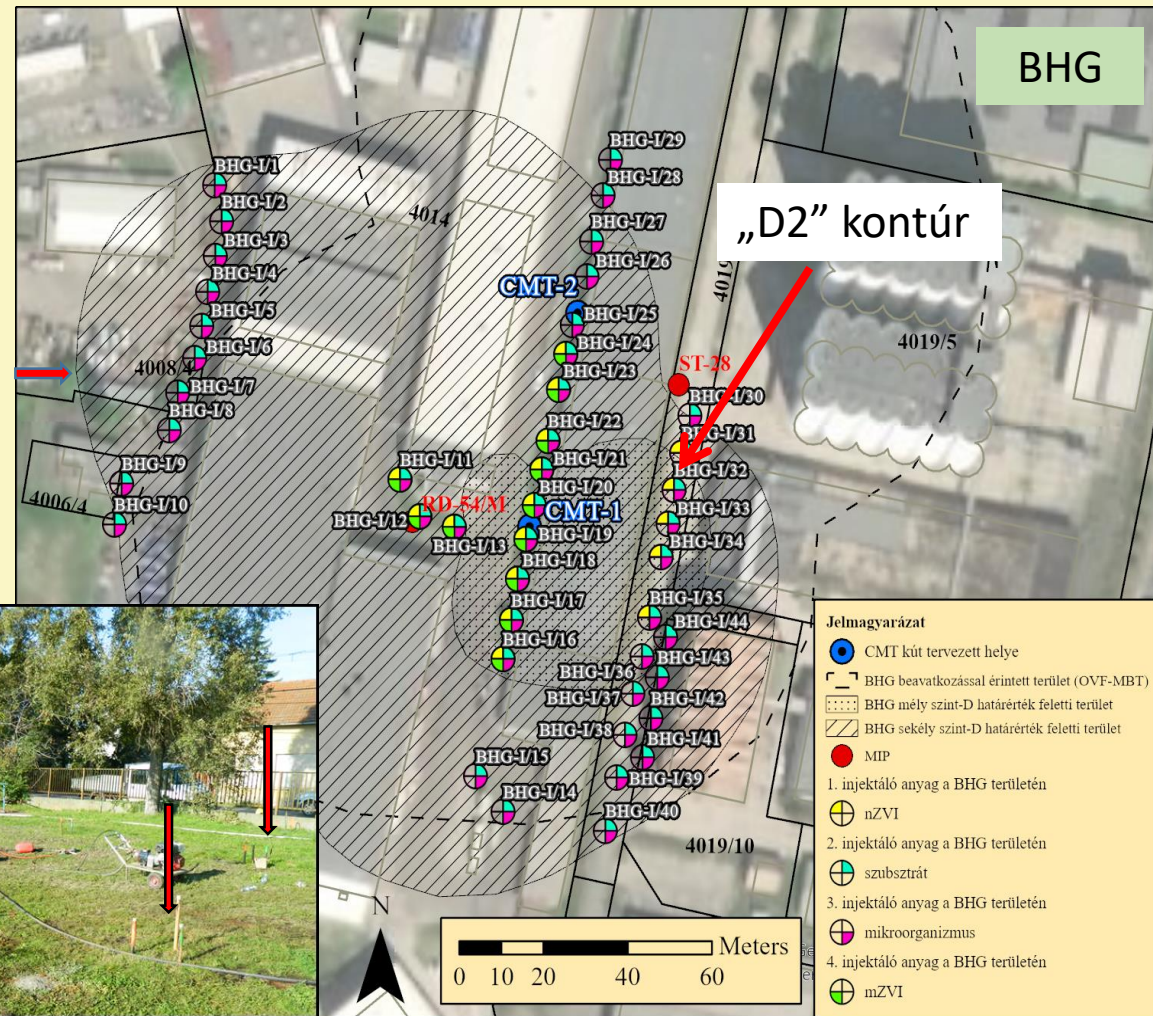 BHG
„D2” kontúr
BHG-I/1
BHG-I/2
BHG-I/3
BHG-I/4
BHG-I/5
BHG-I/6
4008/4
BHG-I/7
BHG-I/8
BHG-I/9
4006/4
BHG-I/10
4014
BHG-I/29
BHG-I/28
BHG-I/27
BHG-I/26
CMT-2
BHG-I/25
BHG-I/24
BHG-I/23
BHG-I/22
BHG-I/21
BHG-I/20
CMT-1
BHG-I/19
BHG-I/18
BHG-I/17
BHG-I/16
BHG-I/11
RD-54/M
BHG-I/12
BHG-I/13
BHG-I/15
BHG-I/14
4019/5
ST-28
BHG-I/30
BHG-I/31
BHG-I/32
BHG-I/33
BHG-I/34
BHG-I/35
BHG-I/44
BHG-I/43
BHG-I/36
BHG-I/37
BHG-I/42
BHG-I/38
BHG-I/41
BHG-I/39
BHG-I/40
4019/10
N
Meters
0 10 20 40 60
Jelmagyarázat
CMT kút tervezett helye
BHG beavatkozással érintett terület (OVF-MBT)
BHG mély szint-D határérték feletti terület
BHG sekély szint-D határérték feletti terület
MIP
1. injektáló anyag a BHG területén
nZVI
2. injektáló anyag a BHG területén
szubsztrát
3. injektáló anyag a BHG területén
mikroorganizmus
4. injektáló anyag a BHG területén
mZVI